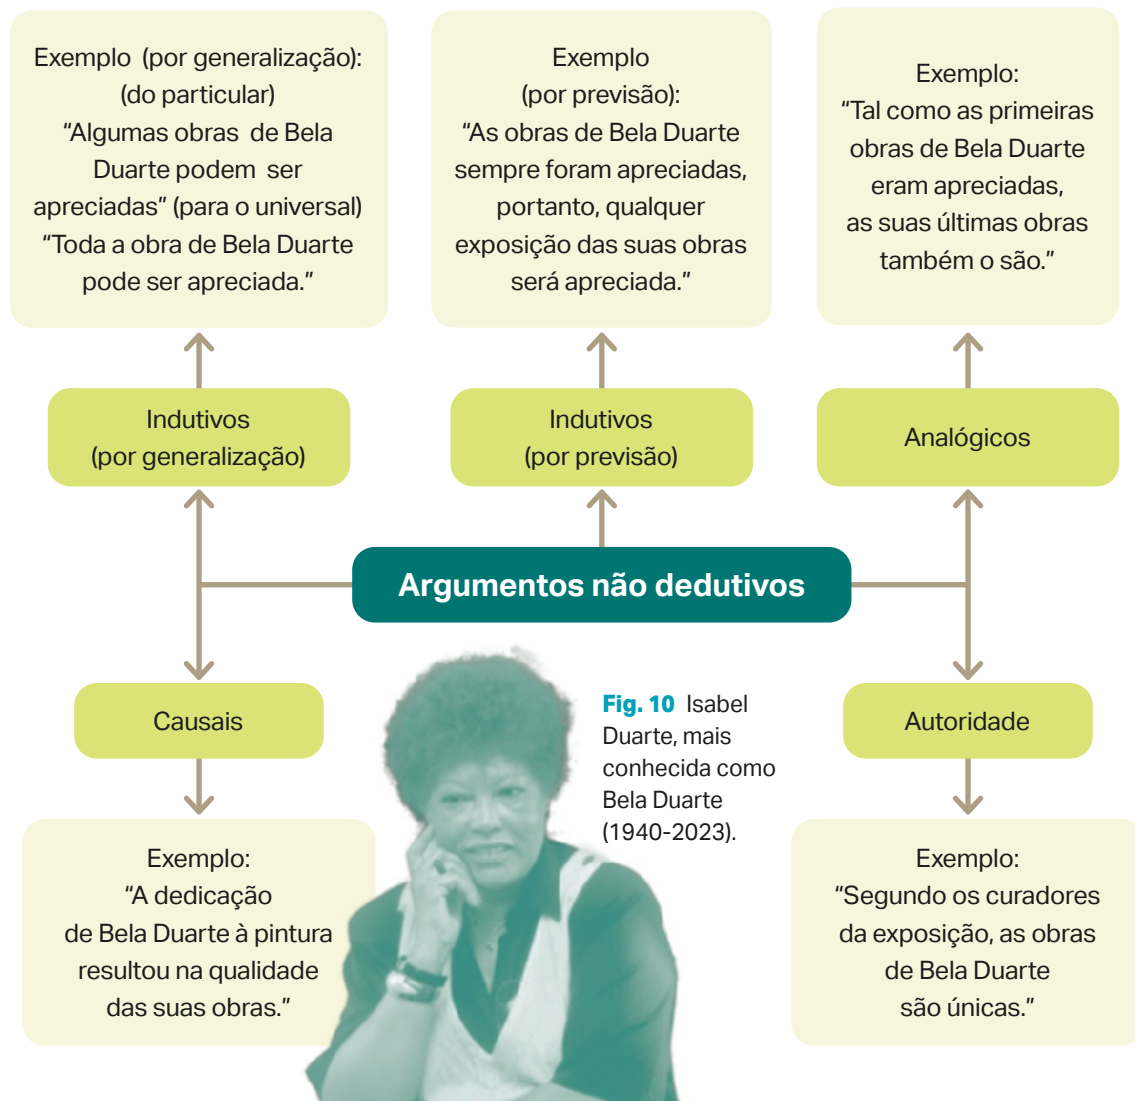 Exemplo (por generalização):
(do particular)
“Algumas obras de Bela
Duarte podem ser
apreciadas” (para o universal)
“Toda a obra de Bela Duarte
pode ser apreciada.”
Exemplo
(por previsão):
“As obras de Bela Duarte
sempre foram apreciadas,
portanto, qualquer
exposição das suas obras
será apreciada.”
Exemplo:
“Tal como as primeiras
obras de Bela Duarte
eram apreciadas,
as suas últimas obras
também o são.”
Indutivos
(por generalização)
Indutivos
(por previsão)
Analógicos
Argumentos não dedutivos
Causais
Fig. 10 Isabel
Duarte, mais
conhecida como
Bela Duarte
(1940-2023).
Autoridade
Exemplo:
“A dedicação
de Bela Duarte à pintura
resultou na qualidade
das suas obras.”
Exemplo:
“Segundo os curadores
da exposição, as obras
de Bela Duarte
são únicas.”